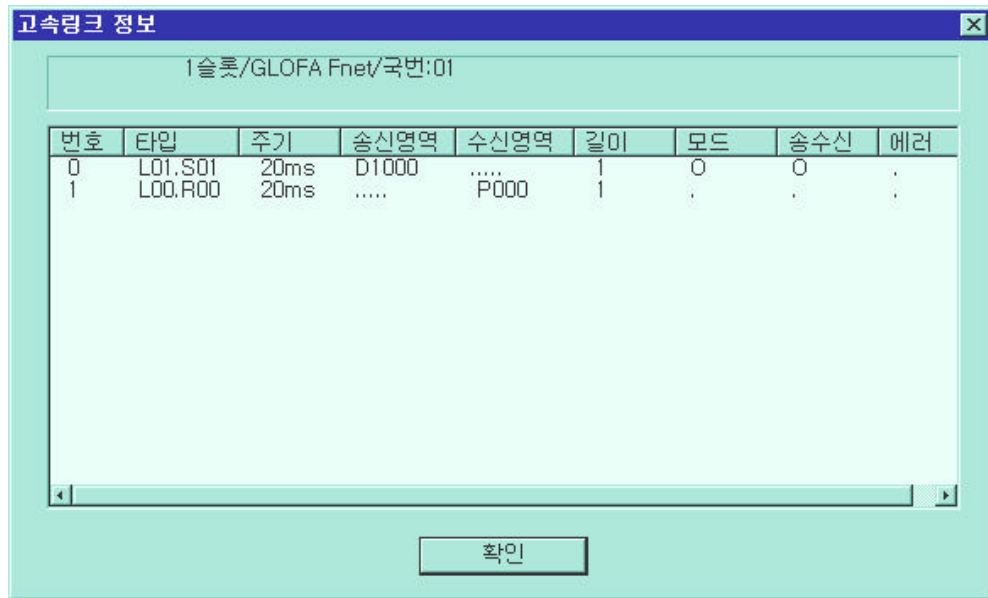 고속링크 정보
1슬롯/GLOFA Fnet/국번:01
번호 타입 주기 송신영역 수신영역 길이 모드 송수신 에러
0 L01.S01 20ms D1000 ..... 1 O O .
1 L00.R00 20ms ..... P000 1 . . .
확인